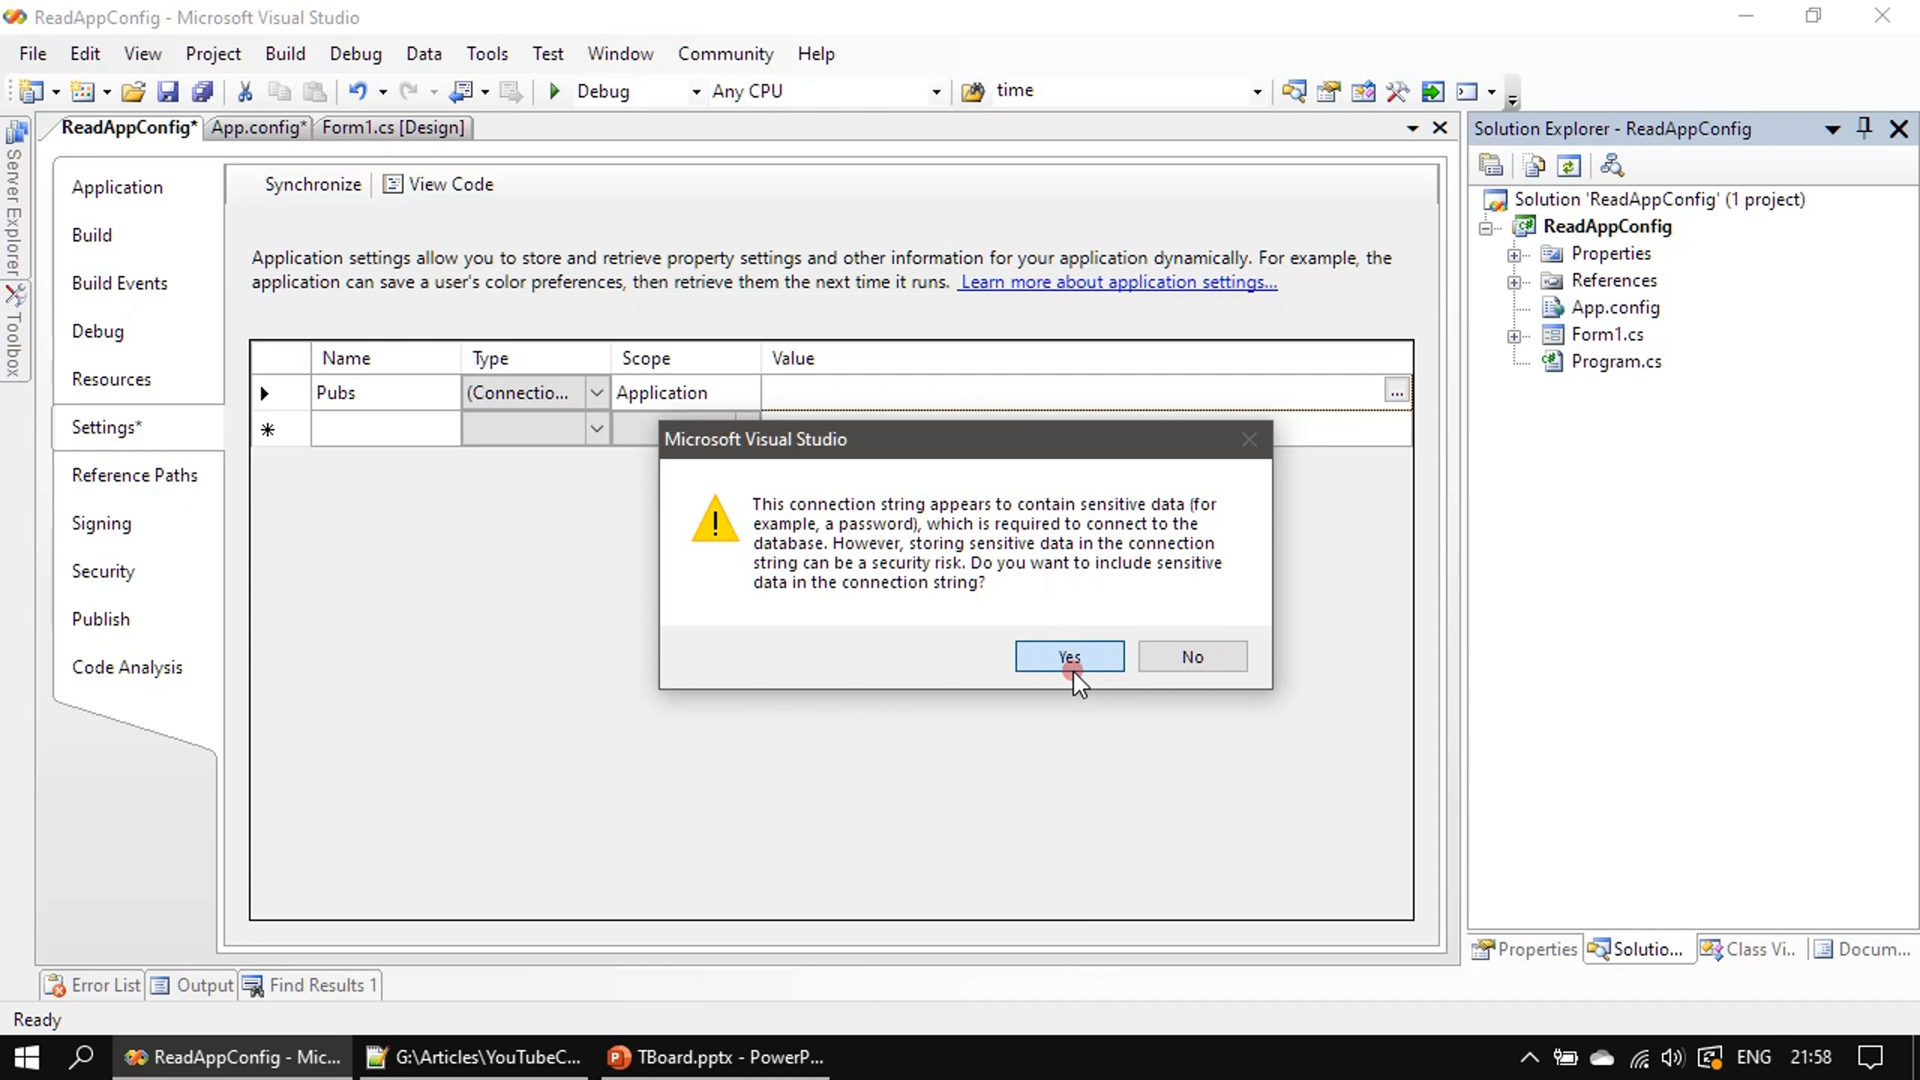 ReadAppConfig - Microsoft Visual Studio
File Edit View Project Build Debug Data Tools Test Window Community Help
Debug Any CPU time
ReadAppConfig* App.config* Form1.cs [Design]
Solution Explorer - ReadAppConfig
Server Explorer
Toolbox
Application
Build
Build Events
Debug
Resources
Settings*
Reference Paths
Signing
Security
Publish
Code Analysis
Synchronize View Code
Application settings allow you to store and retrieve property settings and other information for your application dynamically. For example, the
application can save a user's color preferences, then retrieve them the next time it runs. Learn more about application settings...
Name Type Scope Value
Pubs (Connectio... Application ...
Microsoft Visual Studio
This connection string appears to contain sensitive data (for
example, a password), which is required to connect to the
database. However, storing sensitive data in the connection
string can be a security risk. Do you want to include sensitive
data in the connection string?
Yes No
Solution 'ReadAppConfig' (1 project)
ReadAppConfig
Properties
References
App.config
Form1.cs
Program.cs
Properties Solutio... Class Vi.. Docum...
Error List Output Find Results 1
Ready
ReadAppConfig - Mic... G:\Articles\YouTubeC... TBoard.pptx - PowerP... ENG 21:58